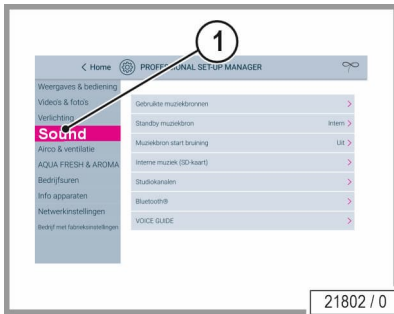 1
< Home PROFESSIONAL SET-UP MANAGER
Weergaves & bediening
Video's & foto's
Verlichting
Sound
Airco & ventilatie
AQUA FRESH & AROMA
Bedrijfsuren
Info apparaten
Netwerkinstellingen
Bedrijf met fabrieksinstellingen
Gebruikte muziekbronnen >
Standby muziekbron Intern >
Muziekbron start bruining Uit >
Interne muziek (SD-kaart) >
Studiokanalen >
Bluetooth® >
VOICE GUIDE >
21802 / 0